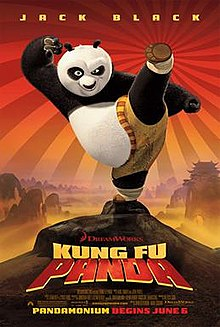 JACK BLACK
DREAMWORKS
KUNG FU
PANDA
PANDAMONIUM BEGINS JUNE 6